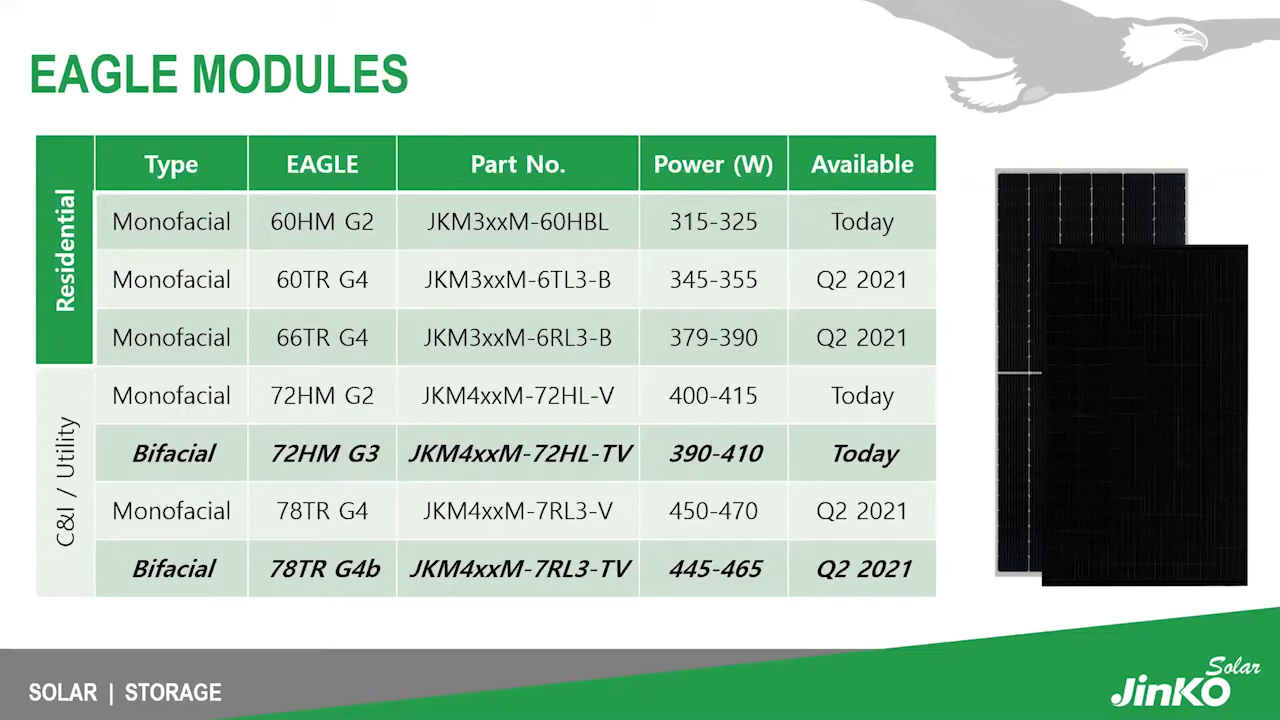 EAGLE MODULES
Residential
Type EAGLE Part No. Power (W) Available
Monofacial 60HM G2 JKM3xxM-60HBL 315-325 Today
Monofacial 60TR G4 JKM3xxM-6TL3-B 345-355 Q2 2021
Monofacial 66TR G4 JKM3xxM-6RL3-B 379-390 Q2 2021
C&I / Utility
Monofacial 72HM G2 JKM4xxM-72HL-V 400-415 Today
Bifacial 72HM G3 JKM4xxM-72HL-TV 390-410 Today
Monofacial 78TR G4 JKM4xxM-7RL3-V 450-470 Q2 2021
Bifacial 78TR G4b JKM4xxM-7RL3-TV 445-465 Q2 2021
SOLAR | STORAGE
Solar
JinKO